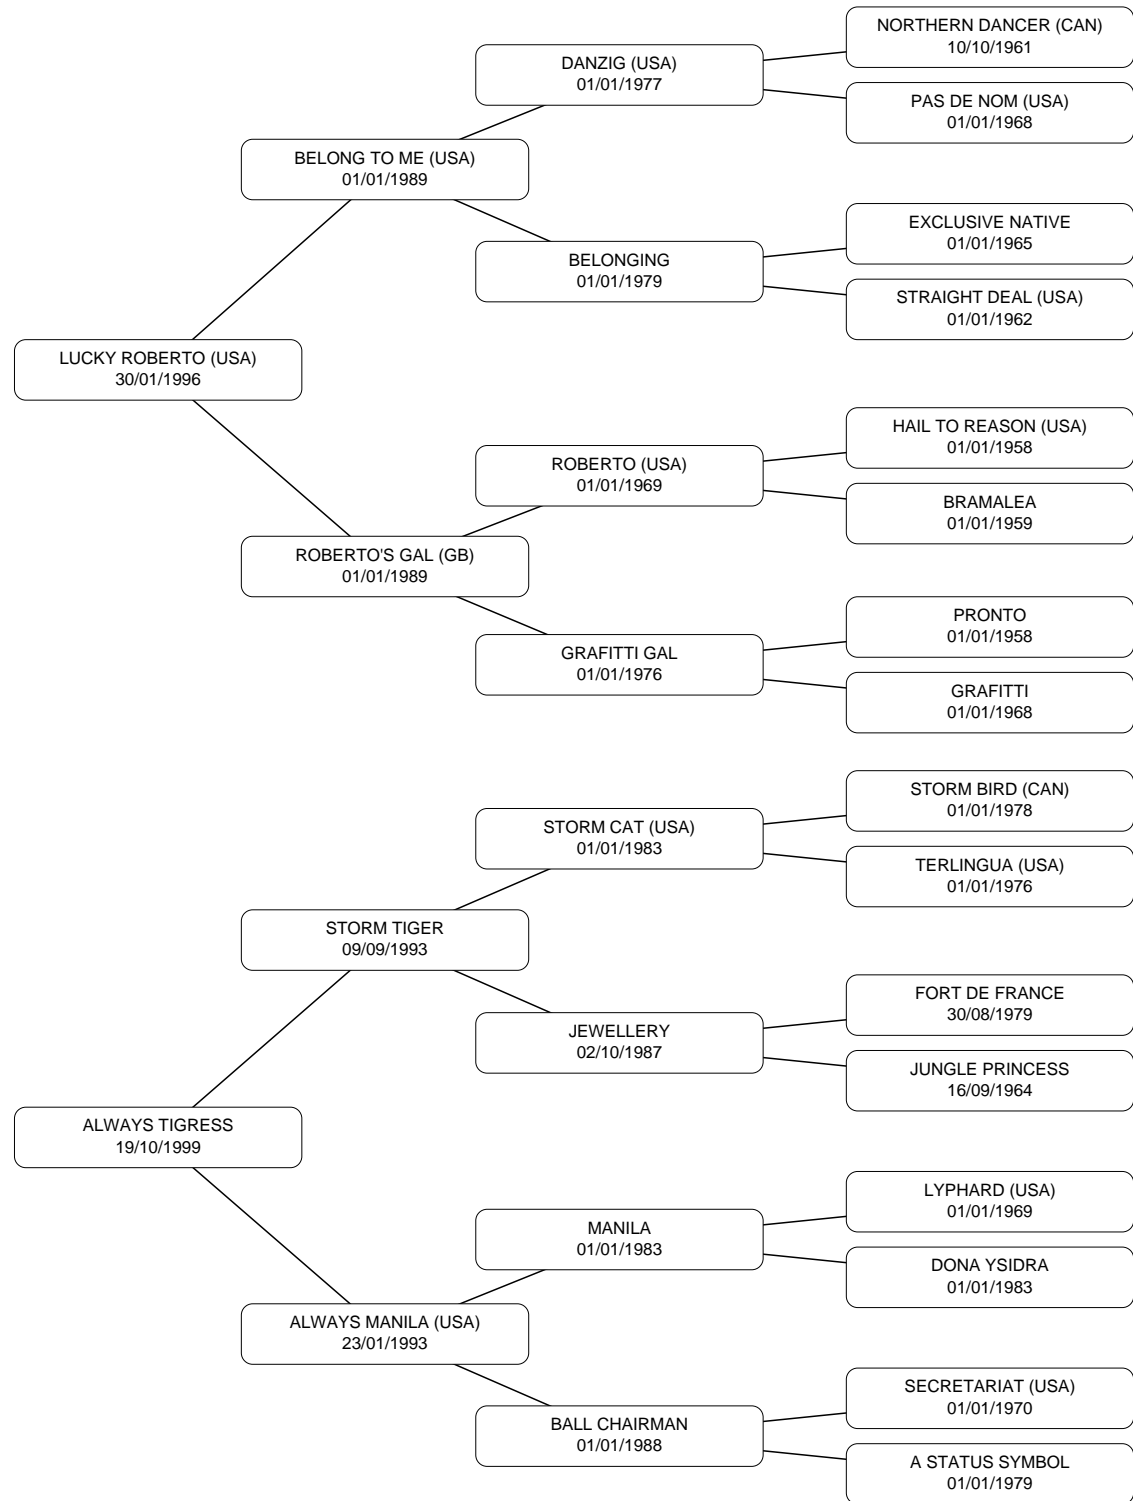 NORTHERN DANCER (CAN)
10/10/1961
DANZIG (USA)
01/01/1977
PAS DE NOM (USA)
01/01/1968
BELONG TO ME (USA)
01/01/1989
EXCLUSIVE NATIVE
01/01/1965
BELONGING
01/01/1979
STRAIGHT DEAL (USA)
01/01/1962
LUCKY ROBERTO (USA)
30/01/1996
HAIL TO REASON (USA)
01/01/1958
ROBERTO (USA)
01/01/1969
BRAMALEA
01/01/1959
ROBERTO'S GAL (GB)
01/01/1989
PRONTO
01/01/1958
GRAFITTI GAL
01/01/1976
GRAFITTI
01/01/1968
STORM BIRD (CAN)
01/01/1978
STORM CAT (USA)
01/01/1983
TERLINGUA (USA)
01/01/1976
STORM TIGER
09/09/1993
FORT DE FRANCE
30/08/1979
JEWELLERY
02/10/1987
JUNGLE PRINCESS
16/09/1964
ALWAYS TIGRESS
19/10/1999
LYPHARD (USA)
01/01/1969
MANILA
01/01/1983
DONA YSIDRA
01/01/1983
ALWAYS MANILA (USA)
23/01/1993
SECRETARIAT (USA)
01/01/1970
BALL CHAIRMAN
01/01/1988
A STATUS SYMBOL
01/01/1979